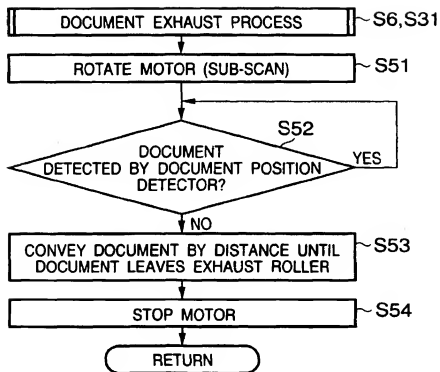 DOCUMENT EXHAUST PROCESS
S6,S31
ROTATE MOTOR (SUB-SCAN)
S51
S52
DOCUMENT
DETECTED BY DOCUMENT POSITION
DETECTOR?
YES
NO
CONVEY DOCUMENT BY DISTANCE UNTIL
DOCUMENT LEAVES EXHAUST ROLLER
S53
STOP MOTOR
S54
RETURN